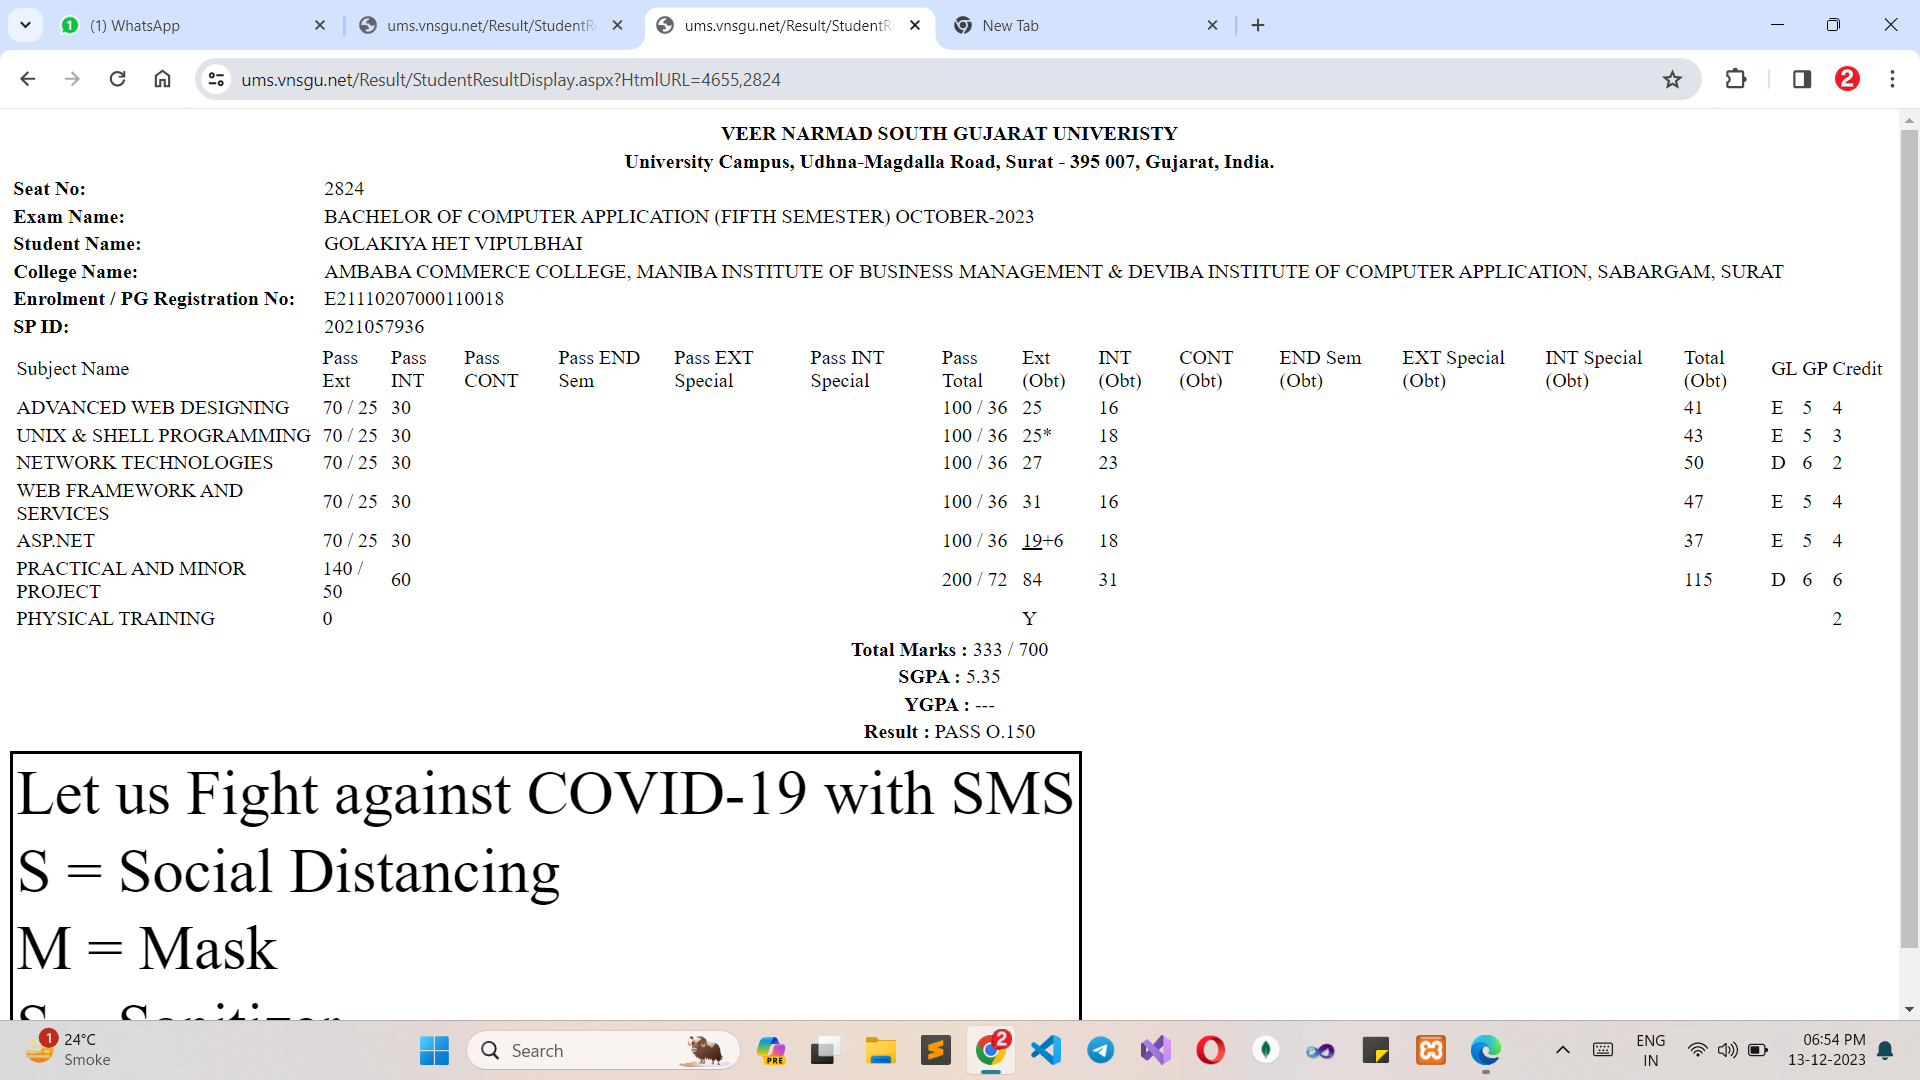 (1) WhatsApp
ums.vnsgu.net/Result/StudentR
ums.vnsgu.net/Result/StudentR
New Tab
ums.vnsgu.net/Result/StudentResultDisplay.aspx?HtmlURL=4655,2824
2
VEER NARMAD SOUTH GUJARAT UNIVERISTY
University Campus, Udhna-Magdalla Road, Surat - 395 007, Gujarat, India.
Seat No: 2824
Exam Name: BACHELOR OF COMPUTER APPLICATION (FIFTH SEMESTER) OCTOBER-2023
Student Name: GOLAKIYA HET VIPULBHAI
College Name: AMBABA COMMERCE COLLEGE, MANIBA INSTITUTE OF BUSINESS MANAGEMENT & DEVIBA INSTITUTE OF COMPUTER APPLICATION, SABARGAM, SURAT
Enrolment / PG Registration No: E21110207000110018
SP ID: 2021057936
Subject Name Pass Ext Pass INT Pass CONT Pass END Sem Pass EXT Special Pass INT Special Pass Total Ext (Obt) INT (Obt) CONT (Obt) END Sem (Obt) EXT Special (Obt) INT Special (Obt) Total (Obt) GL GP Credit
ADVANCED WEB DESIGNING 70 / 25 30 100 / 36 25 16 41 E 5 4
UNIX & SHELL PROGRAMMING 70 / 25 30 100 / 36 25* 18 43 E 5 3
NETWORK TECHNOLOGIES 70 / 25 30 100 / 36 27 23 50 D 6 2
WEB FRAMEWORK AND SERVICES 70 / 25 30 100 / 36 31 16 47 E 5 4
ASP.NET 70 / 25 30 100 / 36 19+6 18 37 E 5 4
PRACTICAL AND MINOR PROJECT 140 / 50 60 200 / 72 84 31 115 D 6 6
PHYSICAL TRAINING 0 Y 2
Total Marks : 333 / 700
SGPA : 5.35
YGPA : ---
Result : PASS O.150
Let us Fight against COVID-19 with SMS
S = Social Distancing
M = Mask
S = Sanitizer
1
24°C
Smoke
Search
PRE
2
ENG
IN
06:54 PM
13-12-2023